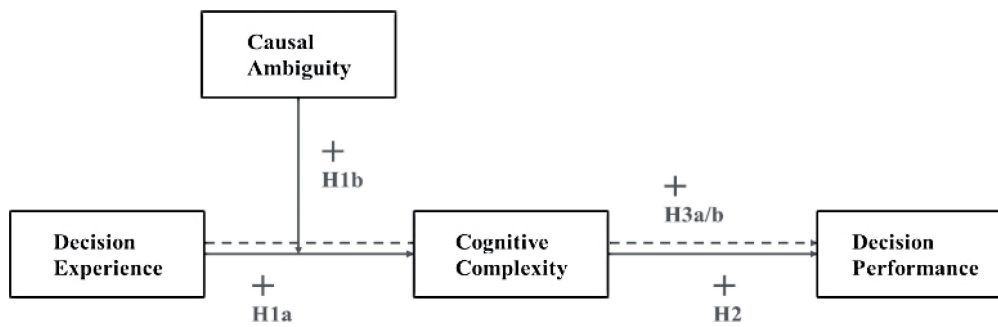 Causal
Ambiguity
+
H1b
+
H3a/b
Decision
Experience
Cognitive
Complexity
Decision
Performance
+
H1a
+
H2